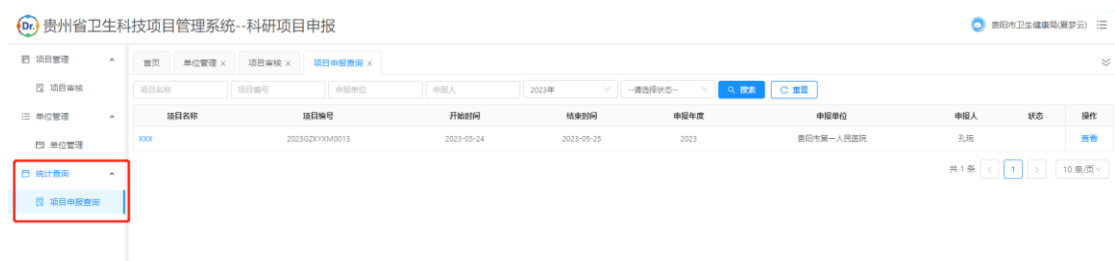 Dr. 贵州省卫生科技项目管理系统--科研项目申报 贵阳市卫生健康局(夏梦云)
项目管理
项目审核
单位管理
单位管理
统计查询
项目申报查询
首页 单位管理 × 项目审核 × 项目申报查询 ×
项目名称 项目编号 申报单位 申报人 2023年 --请选择状态-- 搜索 重置
项目名称 项目编号 开始时间 结束时间 申报年度 申报单位 申报人 状态 操作
XXX 2023GZKYXM0013 2023-05-24 2023-05-25 2023 贵阳市第一人民医院 孔琬 查看
共 1 条 < 1 > 10 条/页